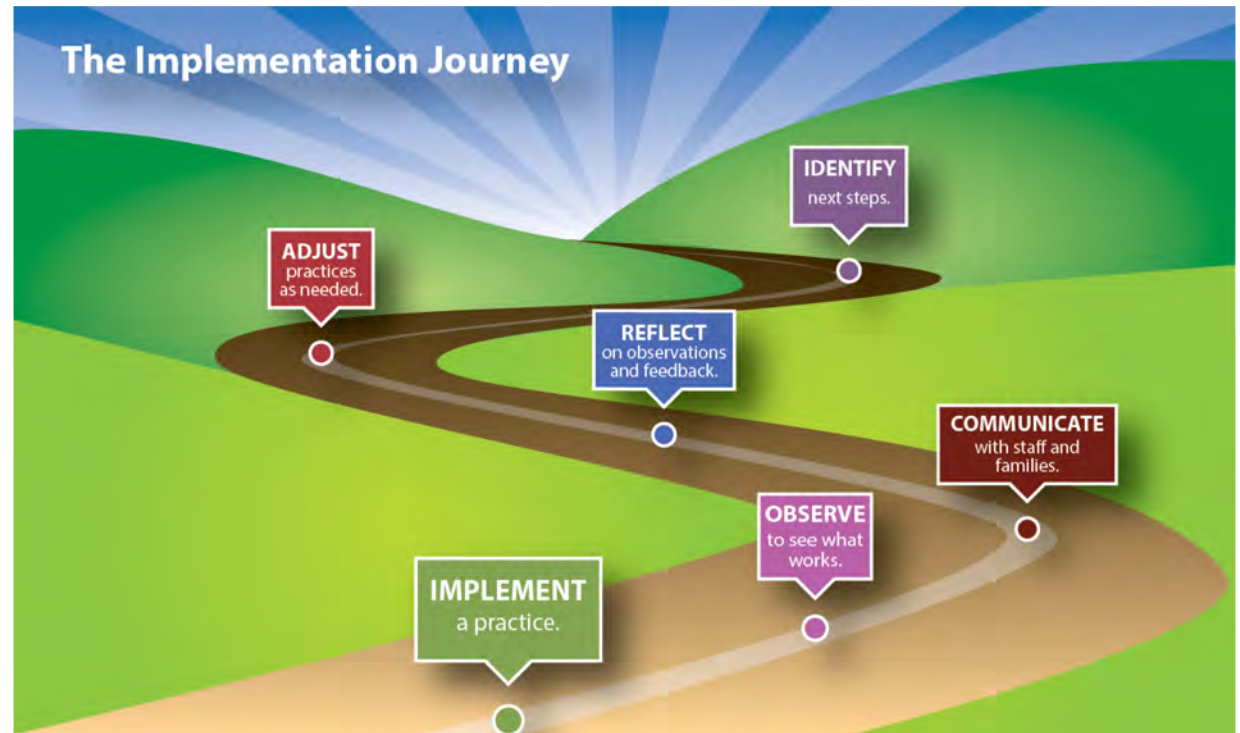 The Implementation Journey
IDENTIFY
next steps.
ADJUST
practices
as needed.
REFLECT
on observations
and feedback.
COMMUNICATE
with staff and
families.
OBSERVE
to see what
works.
IMPLEMENT
a practice.